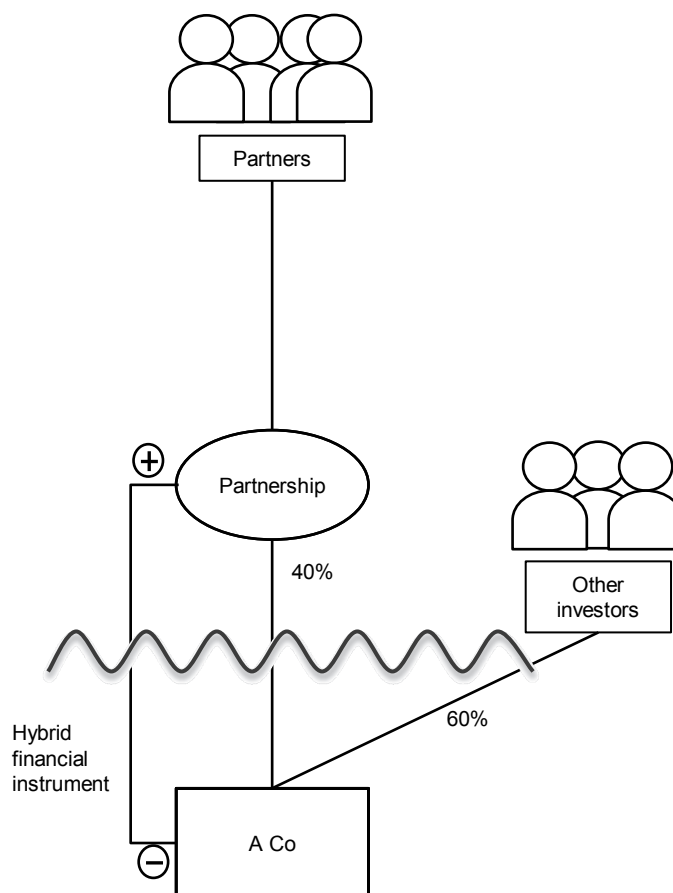 Partners
+
Partnership
40%
Other
investors
60%
Hybrid
financial
instrument
A Co
−